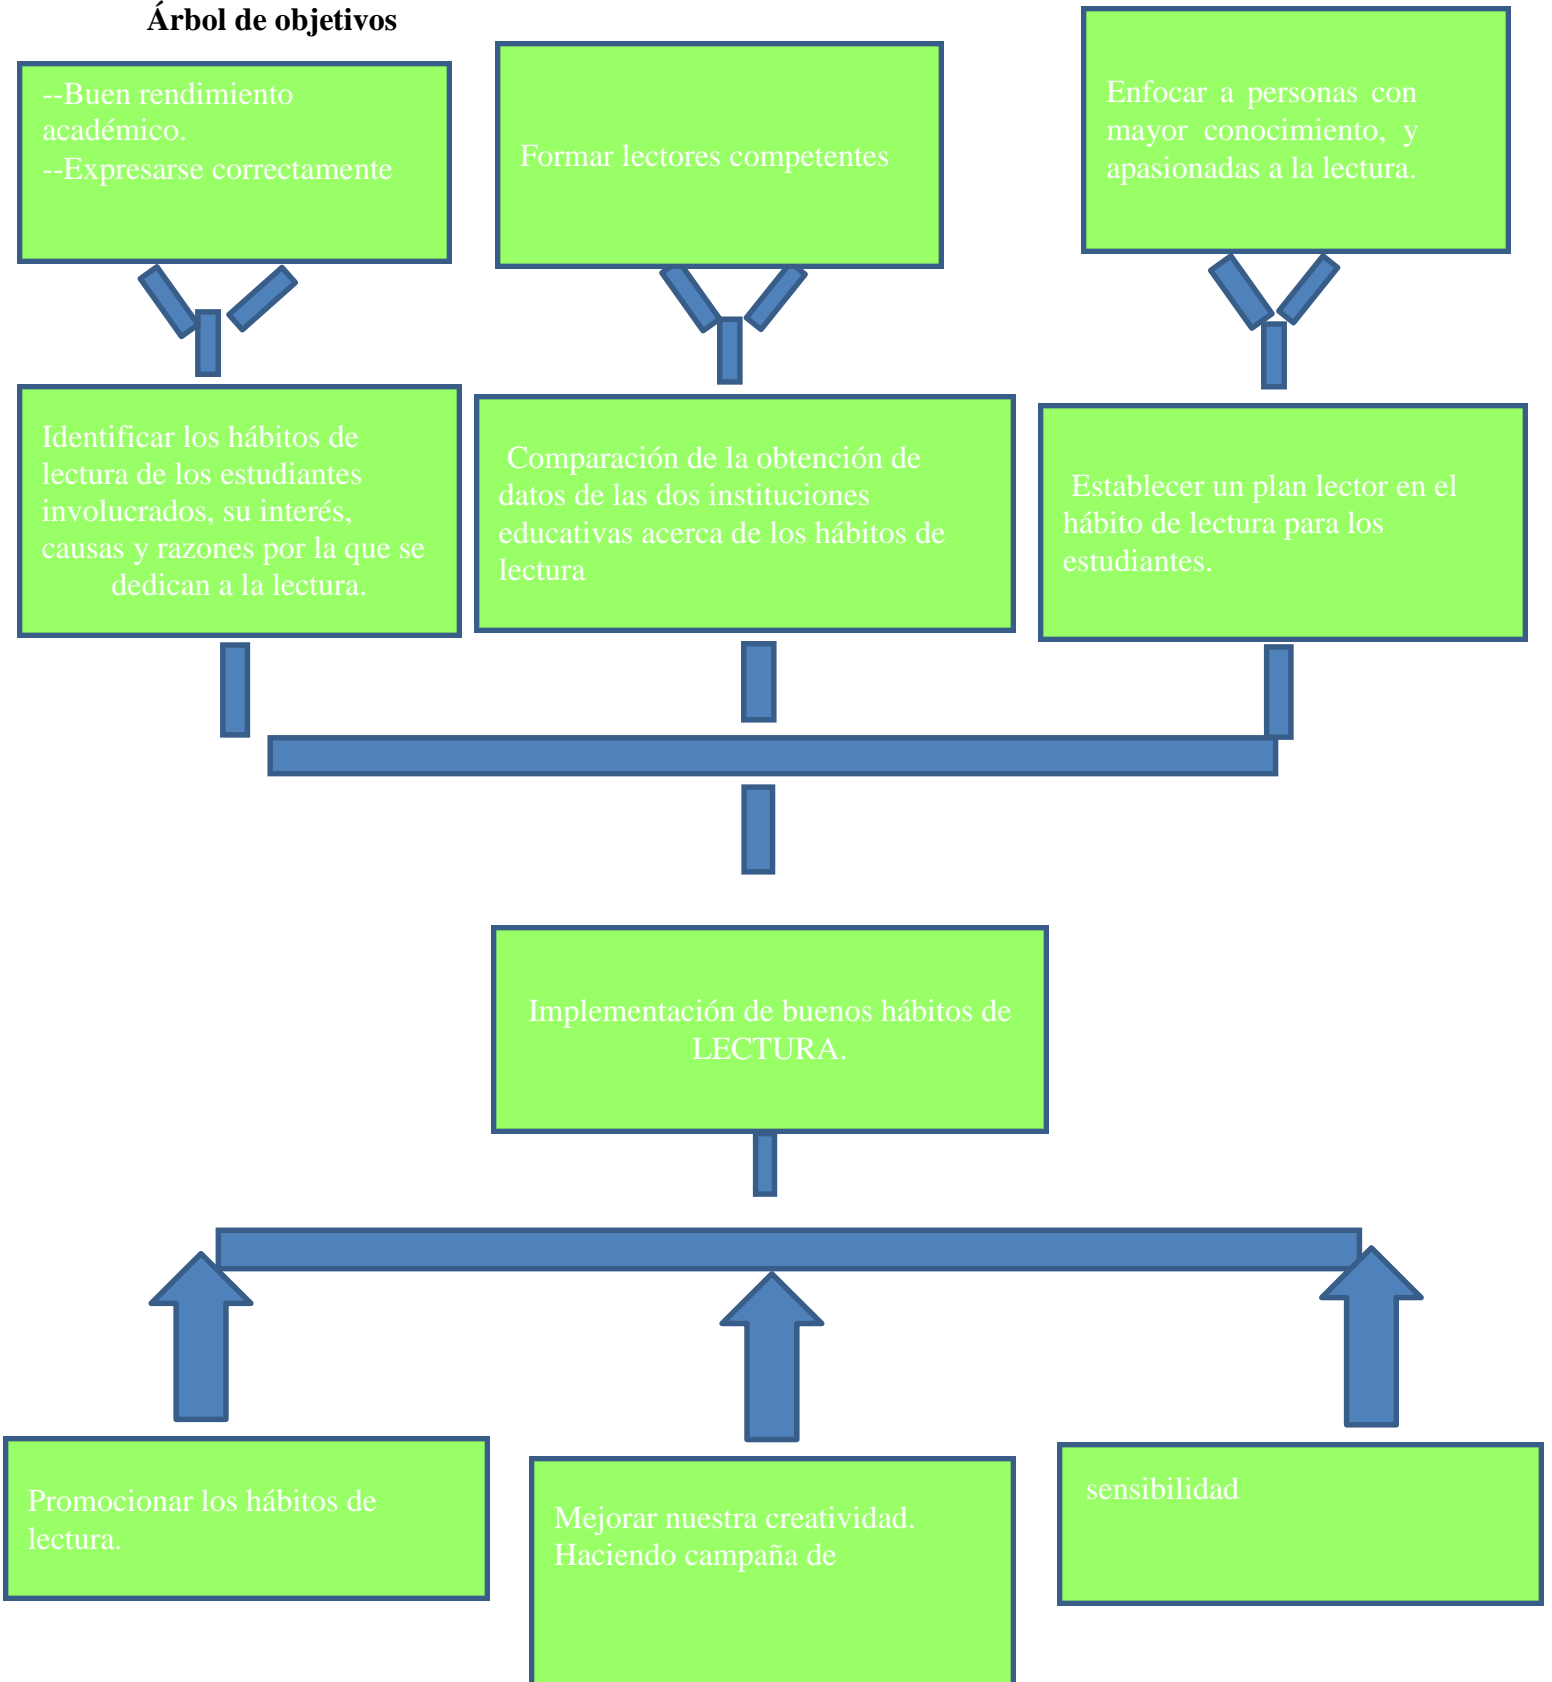 Árbol de objetivos
--Buen rendimiento
académico.
--Expresarse correctamente
Formar lectores competentes
Enfocar a personas con
mayor conocimiento, y
apasionadas a la lectura.
Identificar los hábitos de
lectura de los estudiantes
involucrados, su interés,
causas y razones por la que se
dedican a la lectura.
Comparación de la obtención de
datos de las dos instituciones
educativas acerca de los hábitos de
lectura
Establecer un plan lector en el
hábito de lectura para los
estudiantes.
Implementación de buenos hábitos de
LECTURA.
Promocionar los hábitos de
lectura.
Mejorar nuestra creatividad.
Haciendo campaña de
sensibilidad